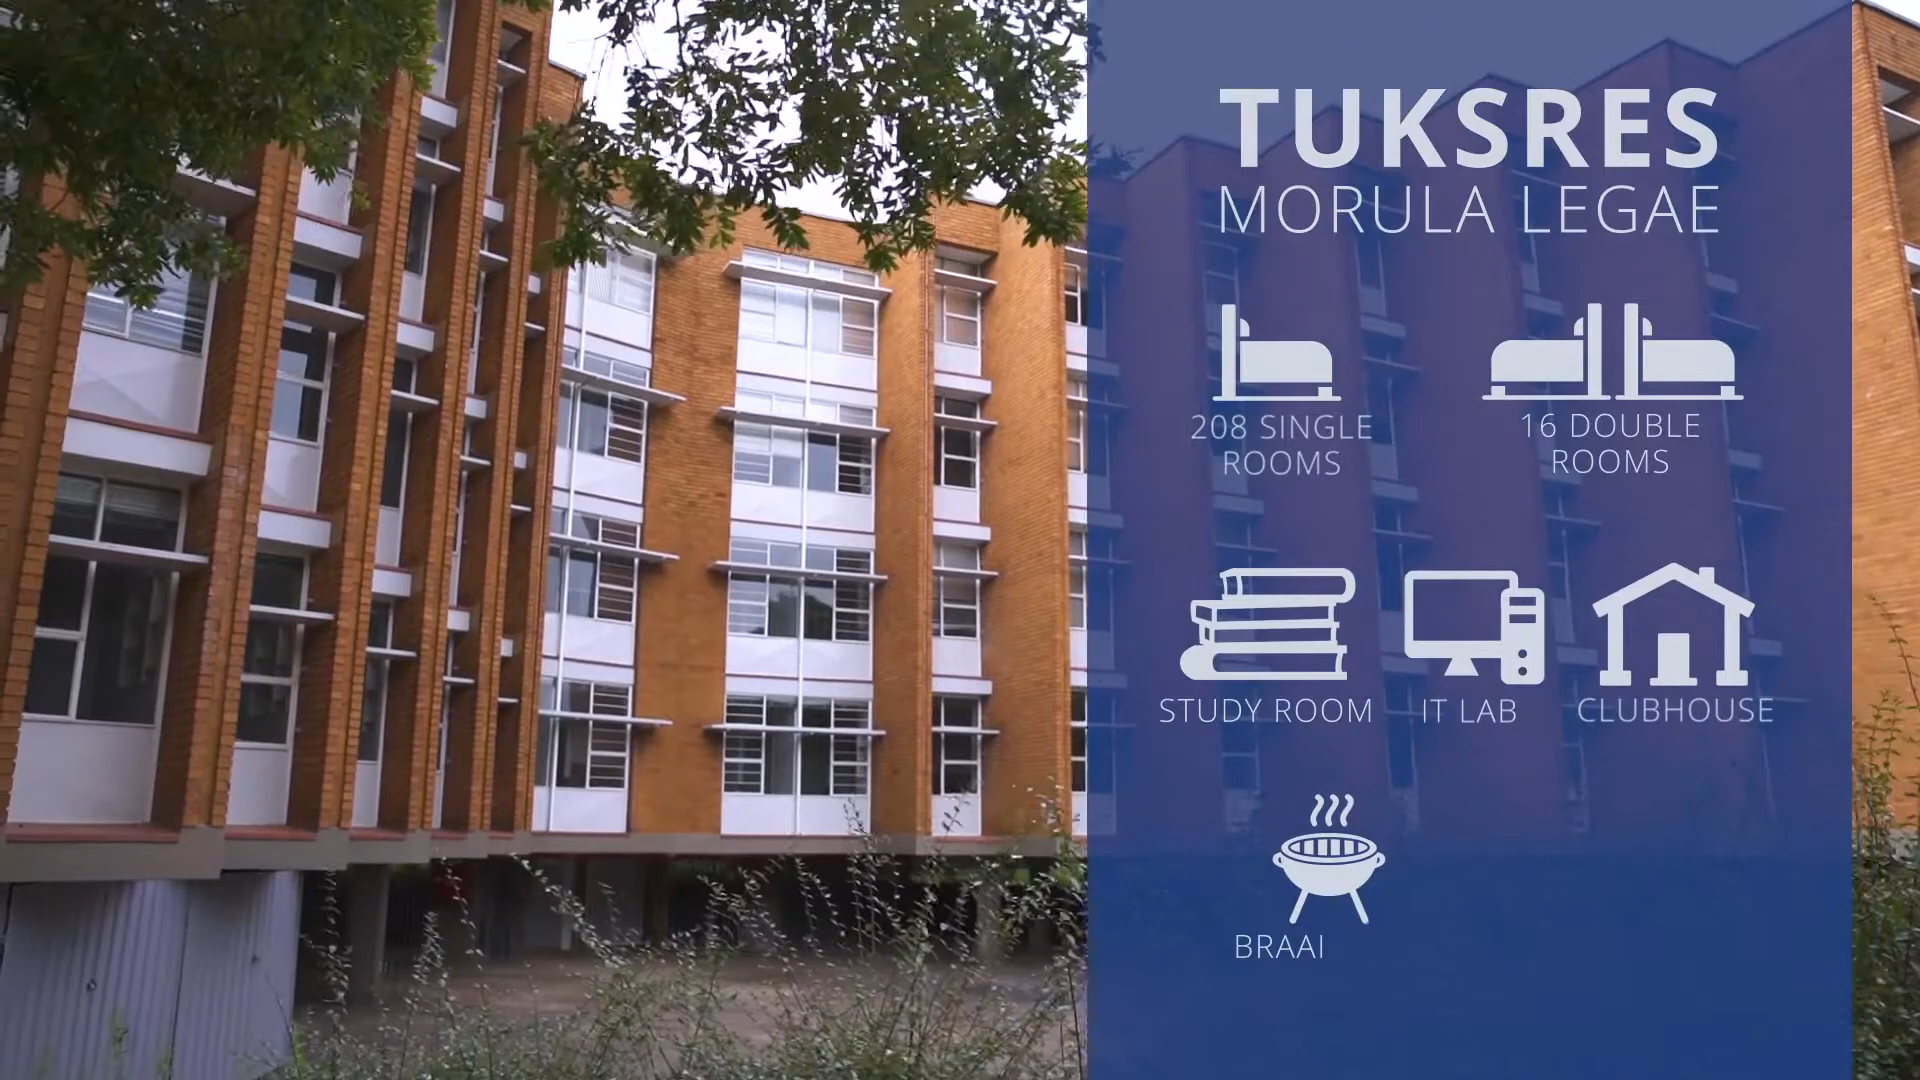 TUKSRES
MORULA LEGAE
208 SINGLE
ROOMS
16 DOUBLE
ROOMS
STUDY ROOM
IT LAB
CLUBHOUSE
BRAAI